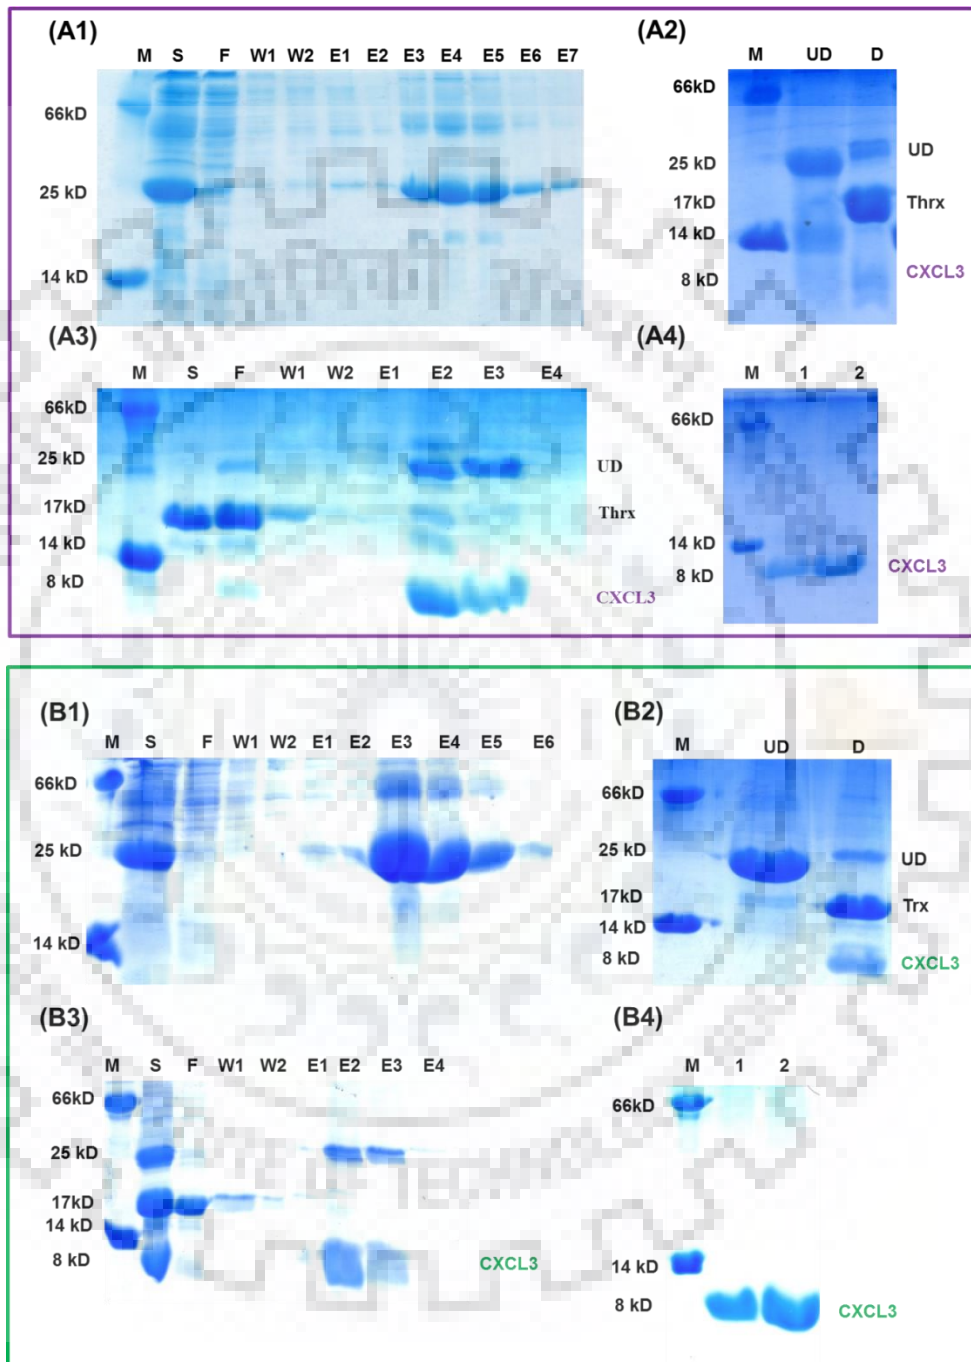 (A1)
M S F W1 W2 E1 E2 E3 E4 E5 E6 E7
66kD
25 kD
14 kD
(A2)
M UD D
66kD
25 kD
17kD
14 kD
8 kD
UD
Thrx
CXCL3
(A3)
M S F W1 W2 E1 E2 E3 E4
66kD
25 kD
17kD
14 kD
8 kD
UD
Thrx
CXCL3
(A4)
M 1 2
66kD
14 kD
8 kD
CXCL3
(B1)
M S F W1 W2 E1 E2 E3 E4 E5 E6
66kD
25 kD
14 kD
(B2)
M UD D
66kD
25 kD
17kD
14 kD
8 kD
UD
Trx
CXCL3
(B3)
M S F W1 W2 E1 E2 E3 E4
66kD
25 kD
17kD
14 kD
8 kD
CXCL3
(B4)
M 1 2
66kD
14 kD
8 kD
CXCL3